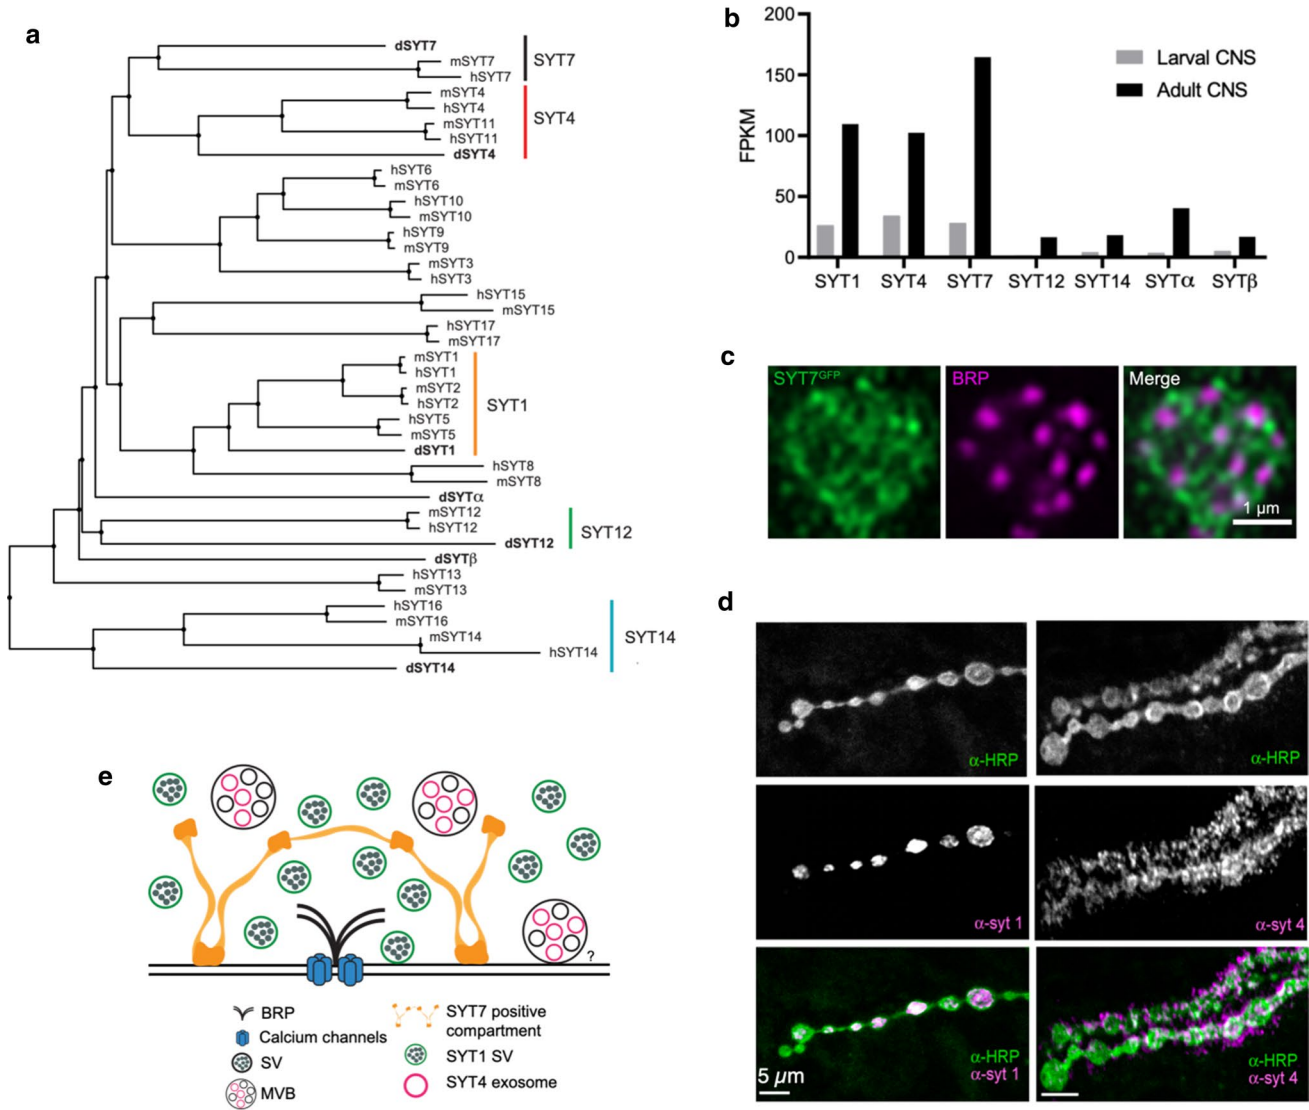 a
dSYT7
mSYT7
hSYT7
SYT7
mSYT4
hSYT4
mSYT11
hSYT11
dSYT4
SYT4
hSYT6
mSYT6
hSYT10
mSYT10
hSYT9
mSYT9
mSYT3
hSYT3
hSYT15
mSYT15
hSYT17
mSYT17
mSYT1
hSYT1
mSYT2
hSYT2
hSYT5
mSYT5
dSYT1
SYT1
hSYT8
mSYT8
dSYTα
mSYT12
hSYT12
dSYT12
SYT12
dSYTβ
hSYT13
mSYT13
hSYT16
mSYT16
mSYT14
hSYT14
dSYT14
SYT14
b
FPKM
200
150
100
50
0
Larval CNS
Adult CNS
SYT1 SYT4 SYT7 SYT12 SYT14 SYTα SYTβ
c
SYT7GFP
BRP
Merge
1 µm
d
α-HRP
α-HRP
α-syt 1
α-syt 4
α-HRP
α-syt 1
5 µm
α-HRP
α-syt 4
e
?
BRP
Calcium channels
SV
MVB
SYT7 positive
compartment
SYT1 SV
SYT4 exosome